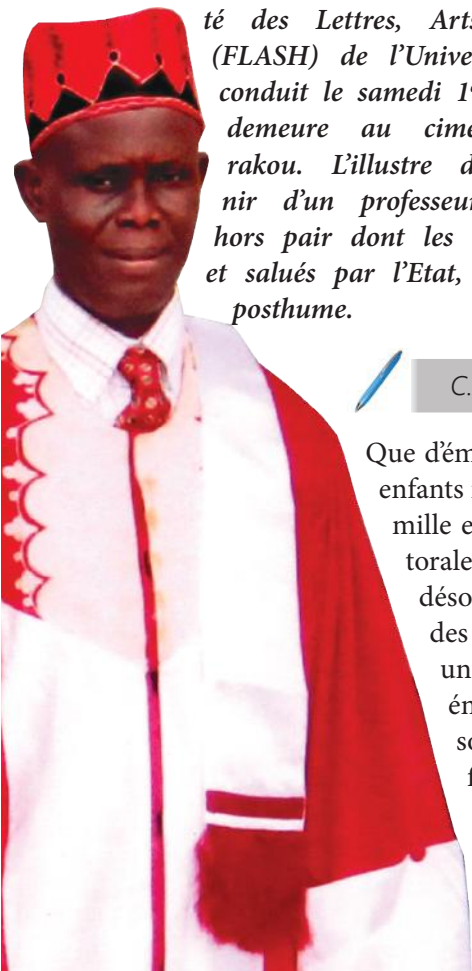 té des Lettres, Arts
(FLASH) de l’Unive
conduit le samedi 1
demeure au cime
rakou. L’illustre d
nir d’un professeur
hors pair dont les
et salués par l’Etat,
posthume.
C.
Que d’ém
enfants
mille e
torale
déso
des
un
én
so
f